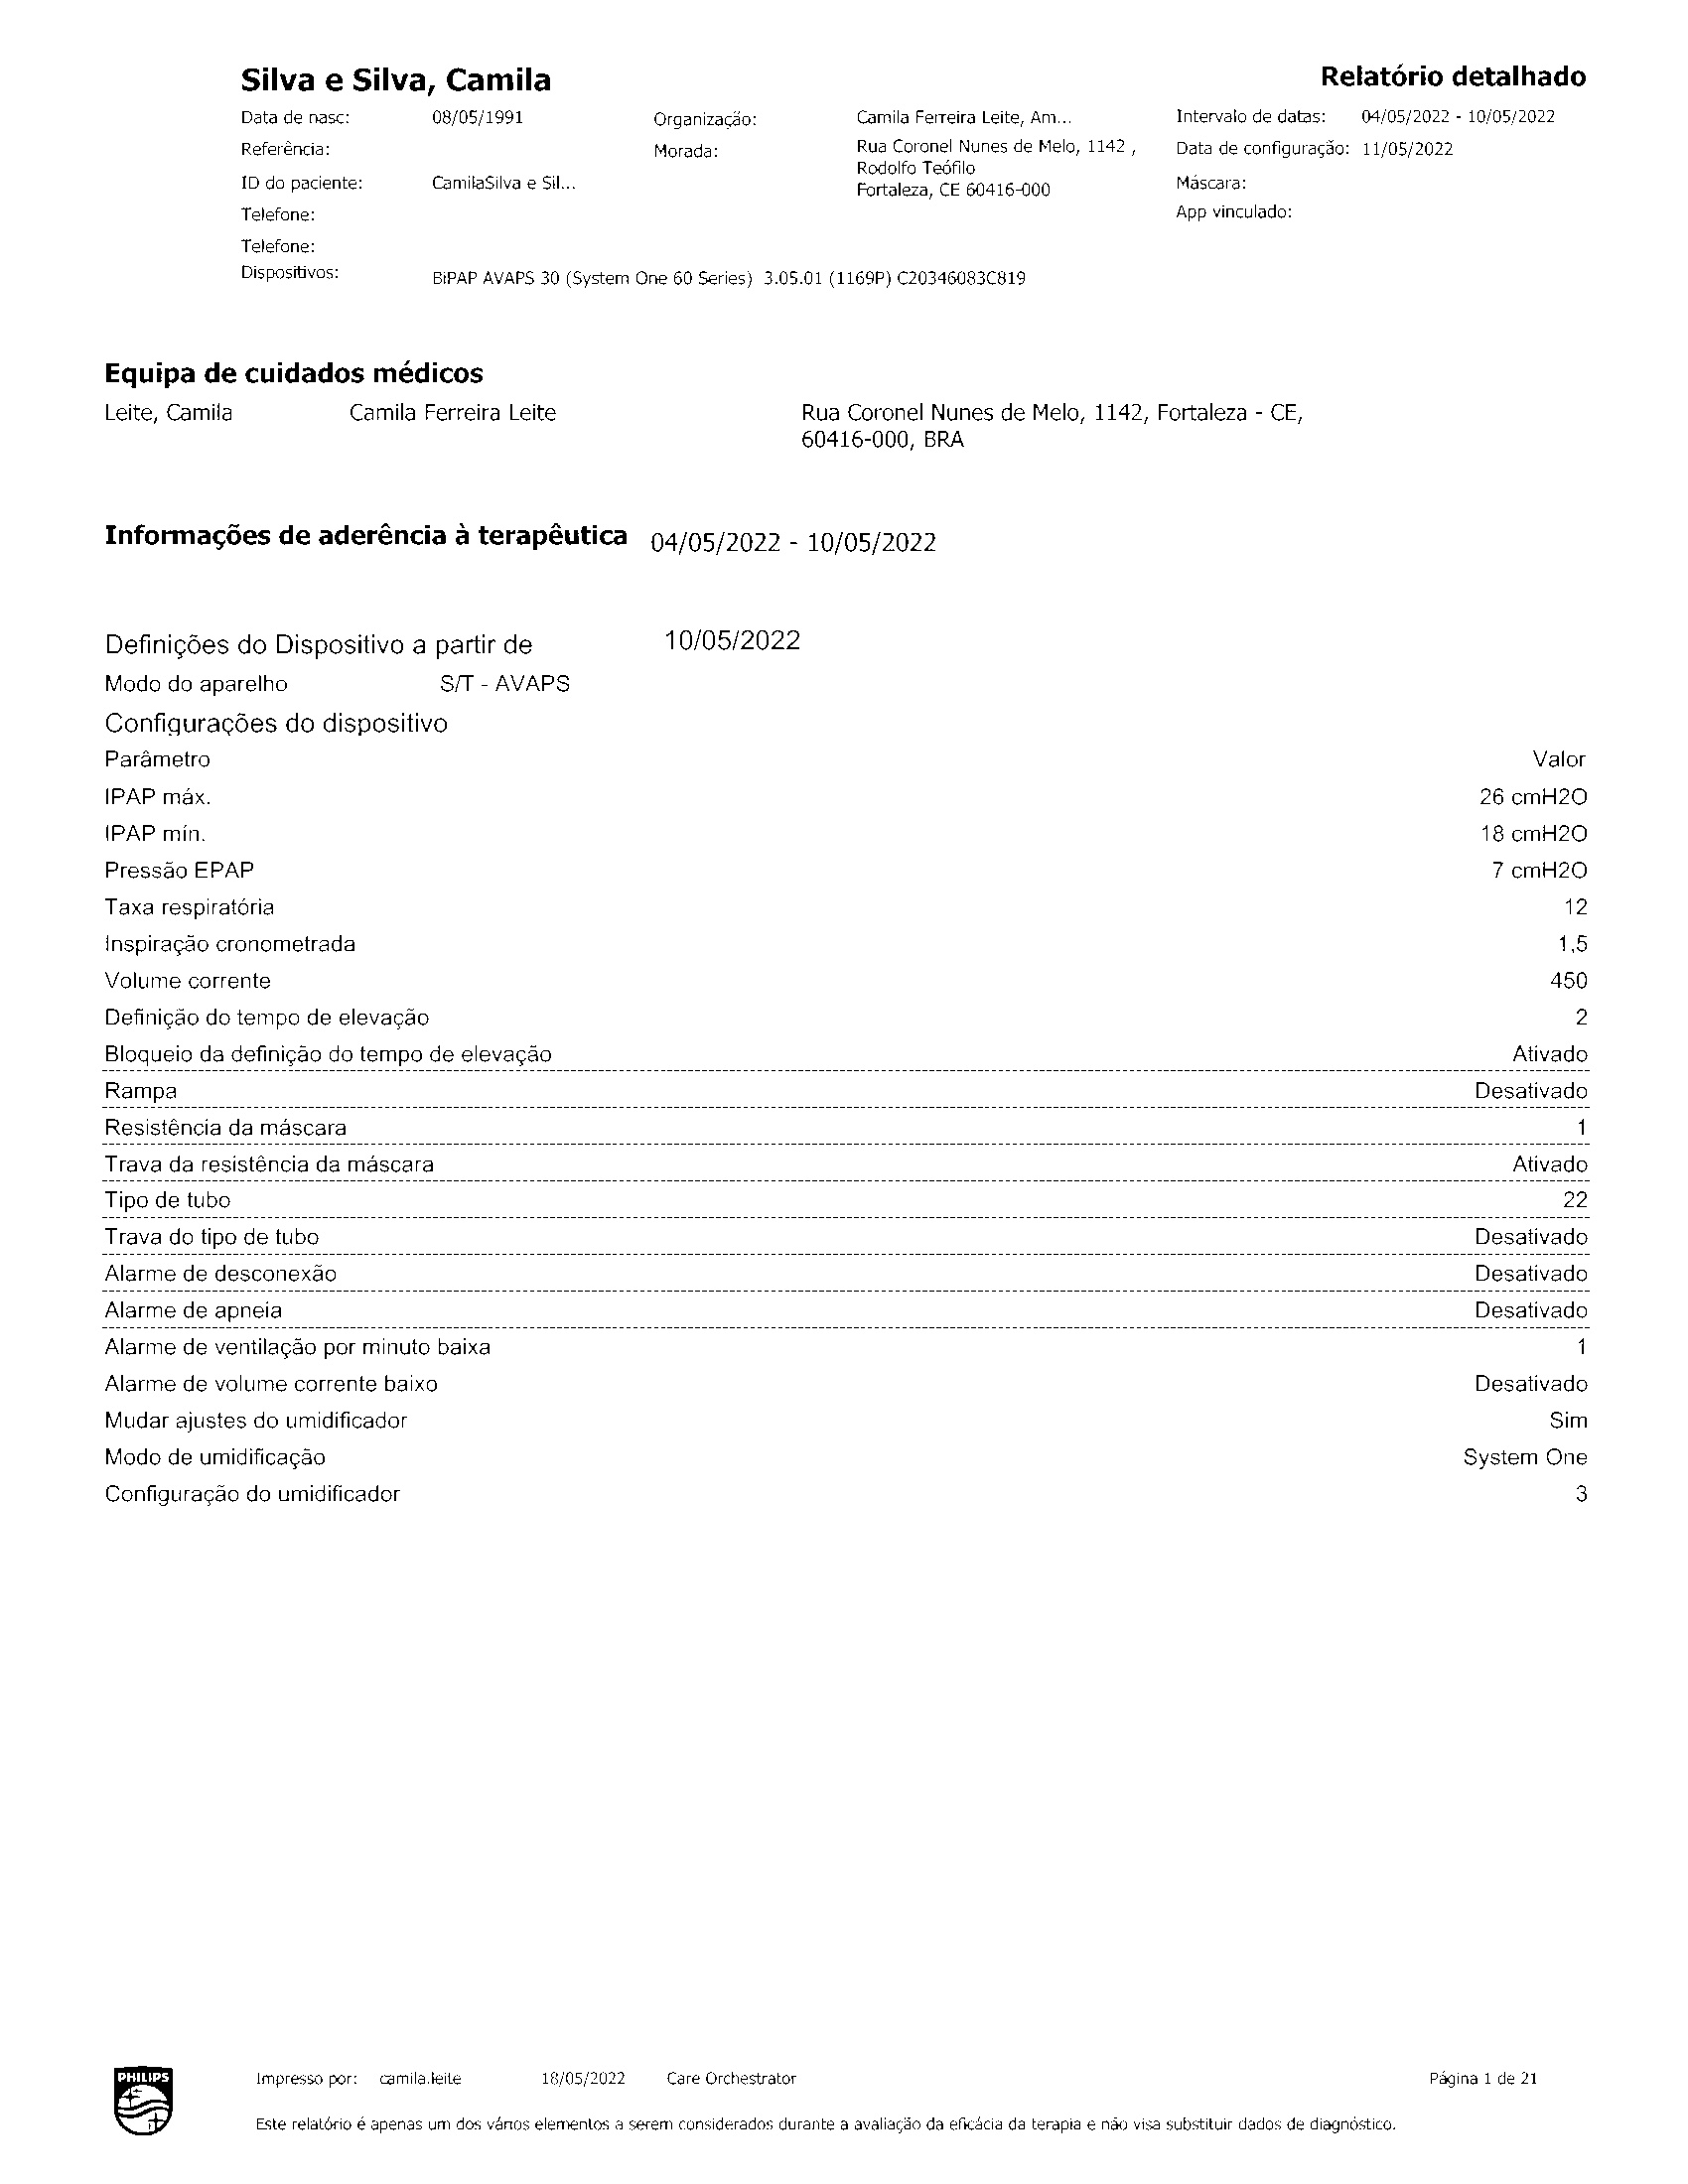 Silva e Silva, Camila
Relatório detalhado
Data de nasc: 08/05/1991
Referência:
ID do paciente: CamilaSilva e Sil...
Telefone:
Telefone:
Dispositivos: BiPAP AVAPS 30 (System One 60 Series) 3.05.01 (1169P) C20346083C819
Organização: Camila Ferreira Leite, Am...
Morada: Rua Coronel Nunes de Melo, 1142 ,
Rodolfo Teófilo
Fortaleza, CE 60416-000
Intervalo de datas: 04/05/2022 - 10/05/2022
Data de configuração: 11/05/2022
Máscara:
App vinculado:
Equipa de cuidados médicos
Leite, Camila Camila Ferreira Leite Rua Coronel Nunes de Melo, 1142, Fortaleza - CE,
60416-000, BRA
Informações de aderência à terapêutica 04/05/2022 - 10/05/2022
Definições do Dispositivo a partir de 10/05/2022
Modo do aparelho S/T - AVAPS
Configurações do dispositivo
Parâmetro Valor
IPAP máx. 26 cmH2O
IPAP mín. 18 cmH2O
Pressão EPAP 7 cmH2O
Taxa respiratória 12
Inspiração cronometrada 1,5
Volume corrente 450
Definição do tempo de elevação 2
Bloqueio da definição do tempo de elevação Ativado
Rampa Desativado
Resistência da máscara 1
Trava da resistência da máscara Ativado
Tipo de tubo 22
Trava do tipo de tubo Desativado
Alarme de desconexão Desativado
Alarme de apneia Desativado
Alarme de ventilação por minuto baixa 1
Alarme de volume corrente baixo Desativado
Mudar ajustes do umidificador Sim
Modo de umidificação System One
Configuração do umidificador 3
PHILIPS
Impresso por: camila.leite 18/05/2022 Care Orchestrator Página 1 de 21
Este relatório é apenas um dos vários elementos a serem considerados durante a avaliação da eficácia da terapia e não visa substituir dados de diagnóstico.